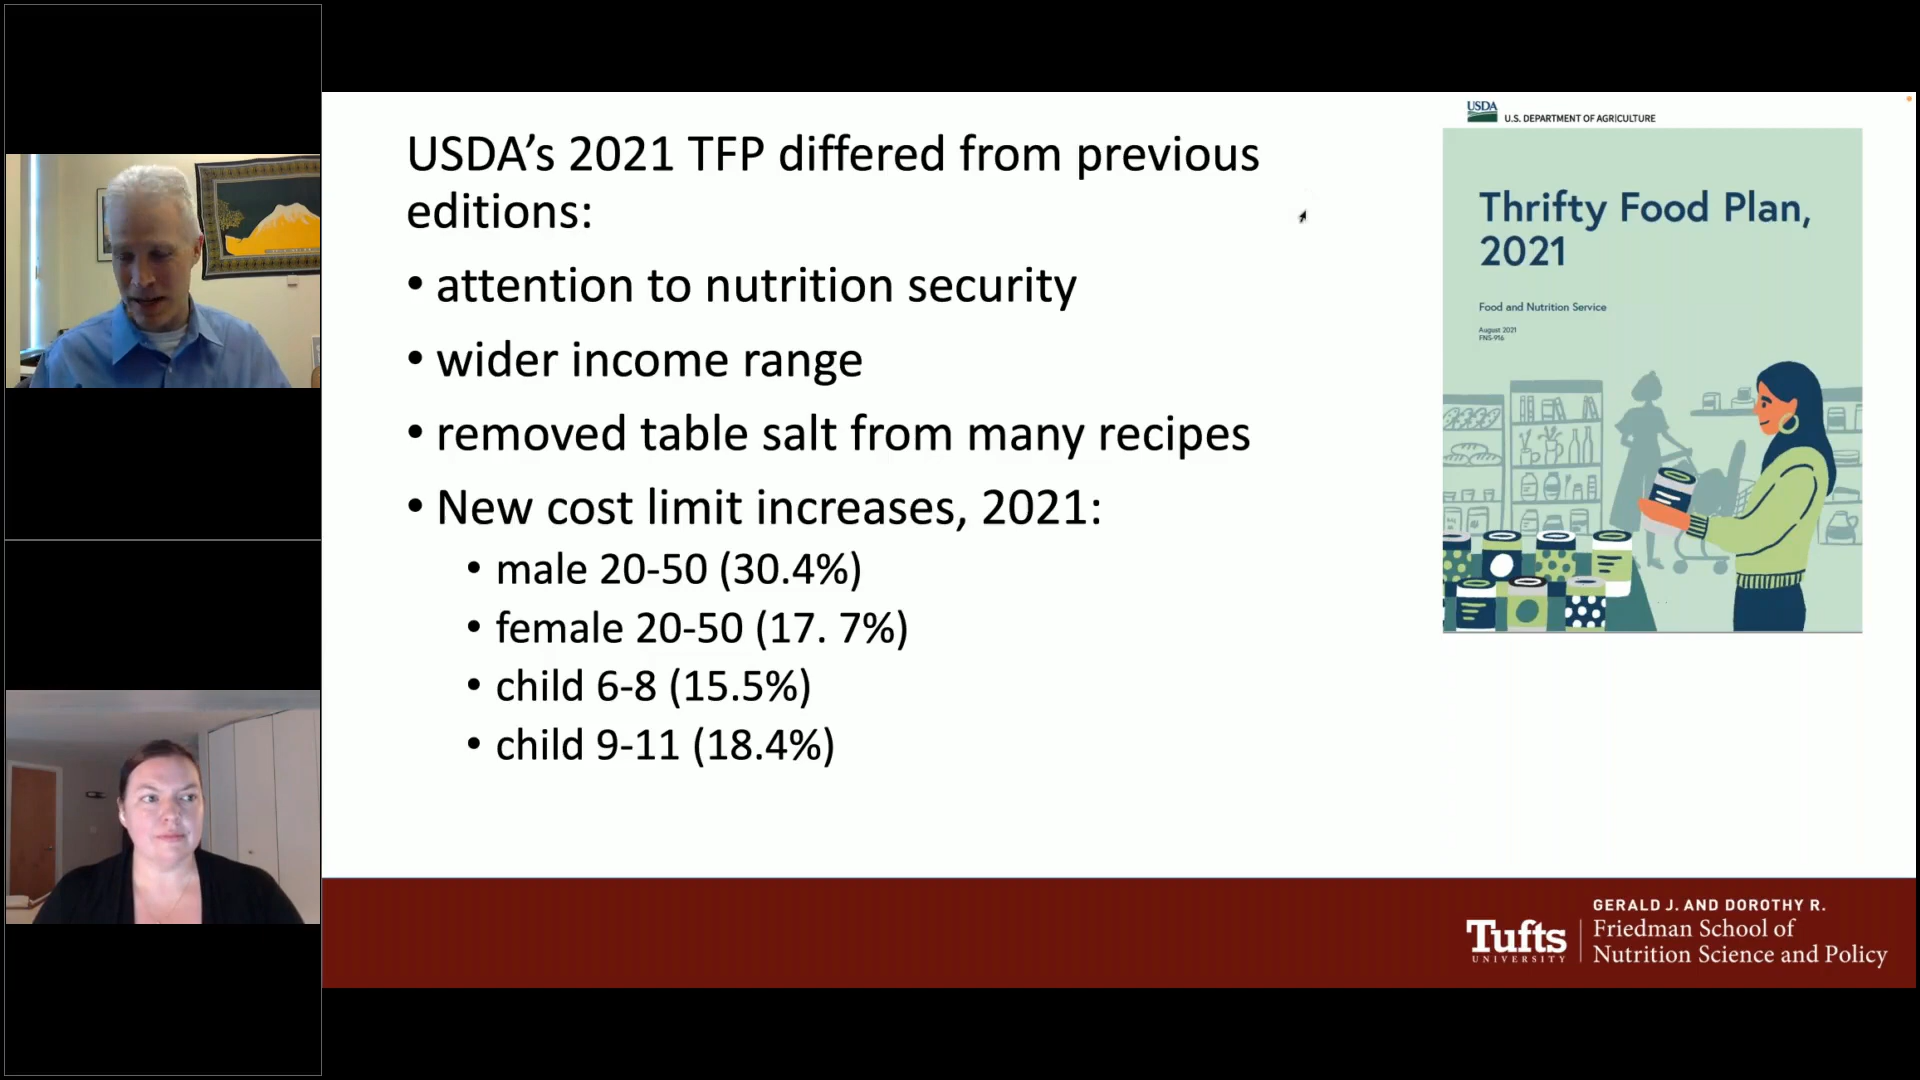 USDA’s 2021 TFP differed from previous
editions:
• attention to nutrition security
• wider income range
• removed table salt from many recipes
• New cost limit increases, 2021:
• male 20-50 (30.4%)
• female 20-50 (17. 7%)
• child 6-8 (15.5%)
• child 9-11 (18.4%)
USDA
U.S. DEPARTMENT OF AGRICULTURE
Thrifty Food Plan,
2021
Food and Nutrition Service
August 2021
FNS-916
Tufts
UNIVERSITY
GERALD J. AND DOROTHY R.
Friedman School of
Nutrition Science and Policy